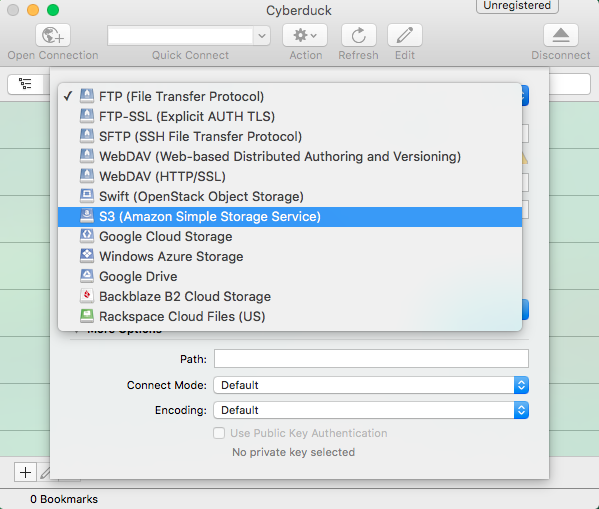 Cyberduck
Unregistered
Open Connection
Quick Connect
Action
Refresh
Edit
Disconnect
✓ FTP (File Transfer Protocol)
FTP-SSL (Explicit AUTH TLS)
SFTP (SSH File Transfer Protocol)
WebDAV (Web-based Distributed Authoring and Versioning)
WebDAV (HTTP/SSL)
Swift (OpenStack Object Storage)
S3 (Amazon Simple Storage Service)
Google Cloud Storage
Windows Azure Storage
Google Drive
Backblaze B2 Cloud Storage
Rackspace Cloud Files (US)
More Options
Path:
Connect Mode: Default
Encoding: Default
Use Public Key Authentication
No private key selected
0 Bookmarks